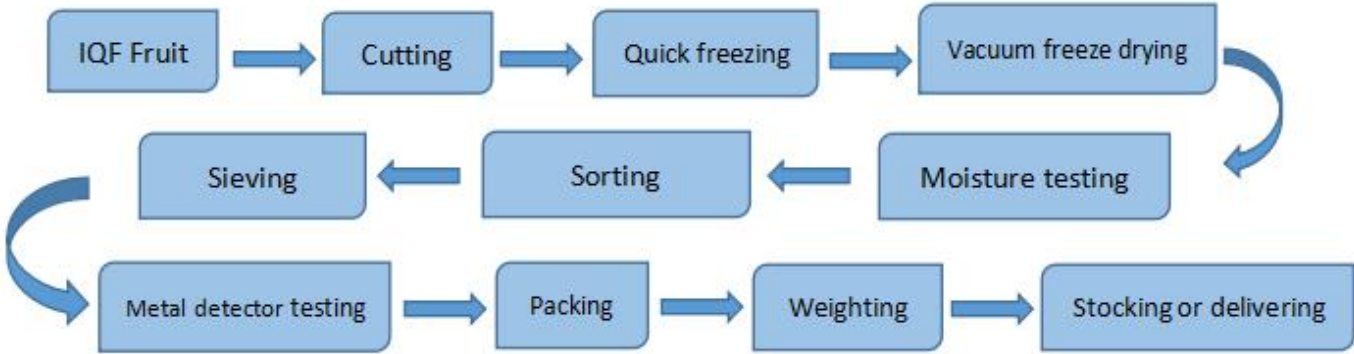 IQF Fruit
Cutting
Quick freezing
Vacuum freeze drying
Moisture testing
Sorting
Sieving
Metal detector testing
Packing
Weighting
Stocking or delivering